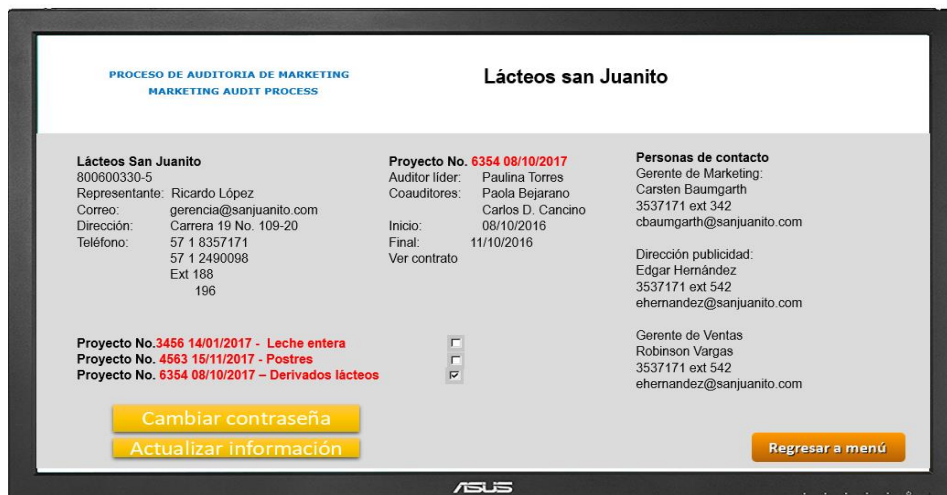 PROCESO DE AUDITORIA DE MARKETING
MARKETING AUDIT PROCESS
Lácteos san Juanito
Lácteos San Juanito
800600330-5
Representante: Ricardo López
Correo: gerencia@sanjuanito.com
Dirección: Carrera 19 No. 109-20
Teléfono: 57 1 8357171
57 1 2490098
Ext 188
196
Proyecto No. 6354 08/10/2017
Auditor líder: Paulina Torres
Coauditores: Paola Bejarano
Carlos D. Cancino
Inicio: 08/10/2016
Final: 11/10/2016
Ver contrato
Personas de contacto
Gerente de Marketing:
Carsten Baumgarth
3537171 ext 342
cbaumgarth@sanjuanito.com
Dirección publicidad:
Edgar Hernández
3537171 ext 542
ehernandez@sanjuanito.com
Gerente de Ventas
Robinson Vargas
3537171 ext 542
ehernandez@sanjuanito.com
Proyecto No.3456 14/01/2017 - Leche entera
Proyecto No. 4563 15/11/2017 - Postres
Proyecto No. 6354 08/10/2017 – Derivados lácteos
Cambiar contraseña
Actualizar información
Regresar a menú
ASUS